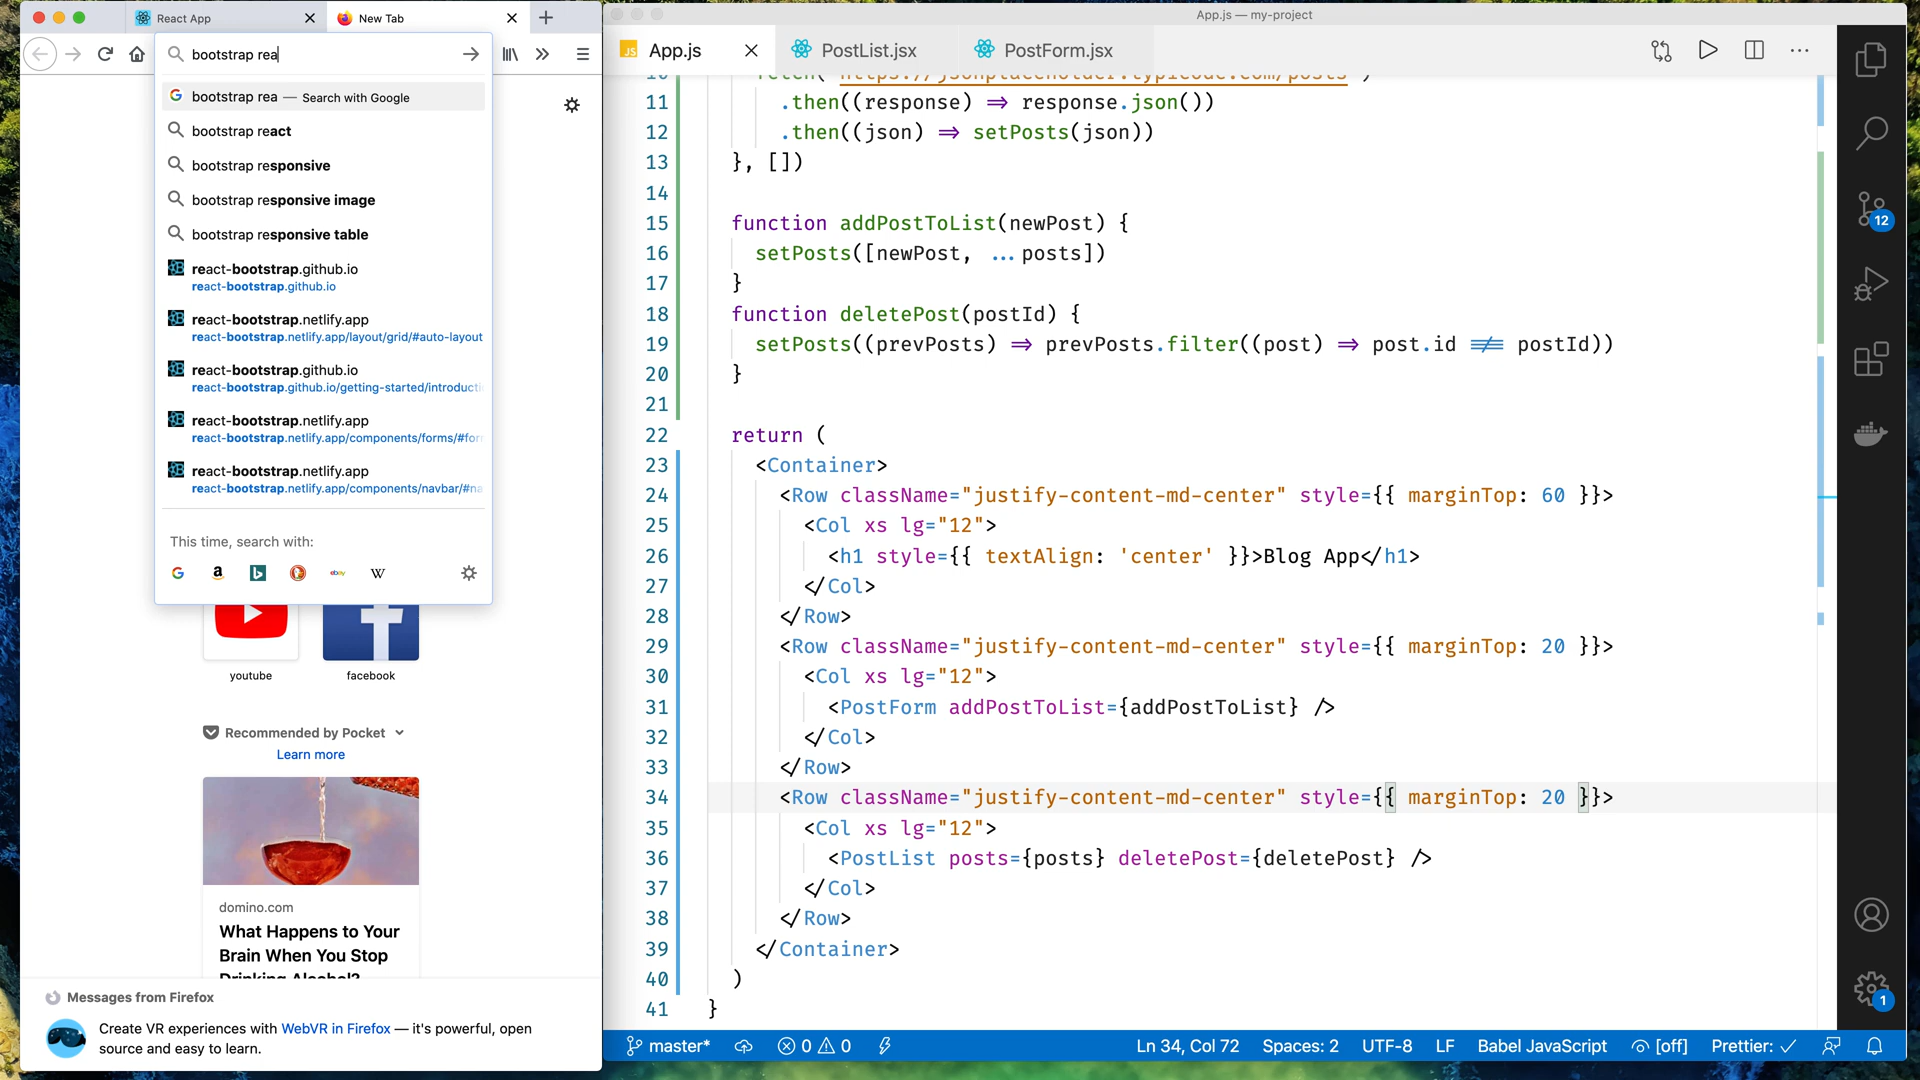 React App
New Tab
bootstrap rea
bootstrap rea — Search with Google
bootstrap react
bootstrap responsive
bootstrap responsive image
bootstrap responsive table
react-bootstrap.github.io
react-bootstrap.github.io
react-bootstrap.netlify.app
react-bootstrap.netlify.app/layout/grid/#auto-layout
react-bootstrap.github.io
react-bootstrap.github.io/getting-started/introducti
react-bootstrap.netlify.app
react-bootstrap.netlify.app/components/forms/#for
react-bootstrap.netlify.app
react-bootstrap.netlify.app/components/navbar/#na
This time, search with:
youtube
facebook
Recommended by Pocket
Learn more
domino.com
What Happens to Your
Brain When You Stop
Drinking Alcohol?
Messages from Firefox
Create VR experiences with WebVR in Firefox — it's powerful, open
source and easy to learn.
App.js — my-project
JS App.js
PostList.jsx
PostForm.jsx
10 fetch('https://jsonplaceholder.typicode.com/posts')
11 .then((response) => response.json())
12 .then((json) => setPosts(json))
13 }, [])
14
15 function addPostToList(newPost) {
16 setPosts([newPost, ...posts])
17 }
18 function deletePost(postId) {
19 setPosts((prevPosts) => prevPosts.filter((post) => post.id !== postId))
20 }
21
22 return (
23 <Container>
24 <Row className="justify-content-md-center" style={{ marginTop: 60 }}>
25 <Col xs lg="12">
26 <h1 style={{ textAlign: 'center' }}>Blog App</h1>
27 </Col>
28 </Row>
29 <Row className="justify-content-md-center" style={{ marginTop: 20 }}>
30 <Col xs lg="12">
31 <PostForm addPostToList={addPostToList} />
32 </Col>
33 </Row>
34 <Row className="justify-content-md-center" style={{ marginTop: 20 }}>
35 <Col xs lg="12">
36 <PostList posts={posts} deletePost={deletePost} />
37 </Col>
38 </Row>
39 </Container>
40 )
41 }
12
1
master* 0 0
Ln 34, Col 72 Spaces: 2 UTF-8 LF Babel JavaScript [off] Prettier: ✓